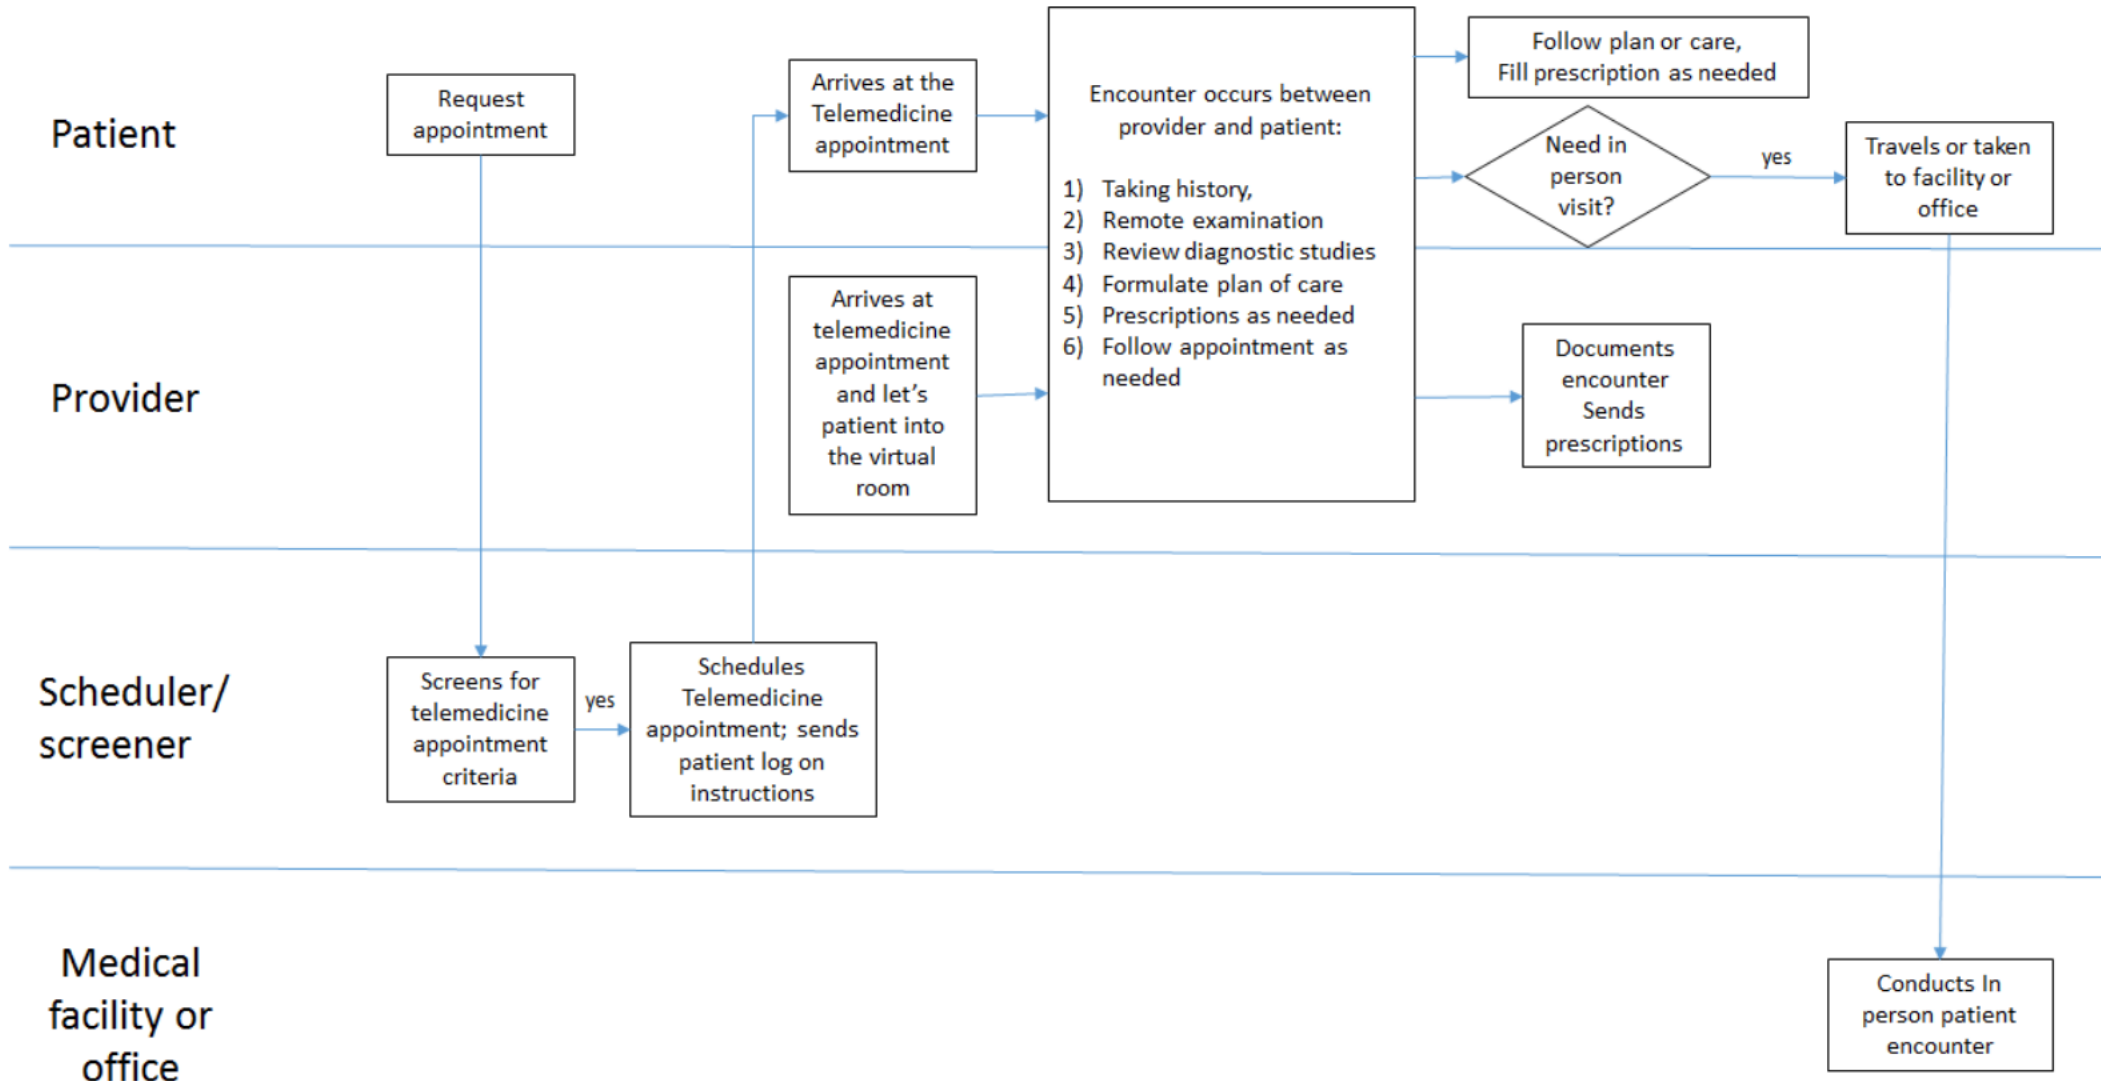 Patient
Request
appointment
Arrives at the
Telemedicine
appointment
Encounter occurs between
provider and patient:
1) Taking history,
2) Remote examination
3) Review diagnostic studies
4) Formulate plan of care
5) Prescriptions as needed
6) Follow appointment as
needed
Follow plan or care,
Fill prescription as needed
Need in
person
visit?
yes
Travels or taken
to facility or
office
Provider
Arrives at
telemedicine
appointment
and let's
patient into
the virtual
room
Documents
encounter
Sends
prescriptions
Scheduler/
screener
Screens for
telemedicine
appointment
criteria
yes
Schedules
Telemedicine
appointment; sends
patient log on
instructions
Medical
facility or
office
Conducts In
person patient
encounter